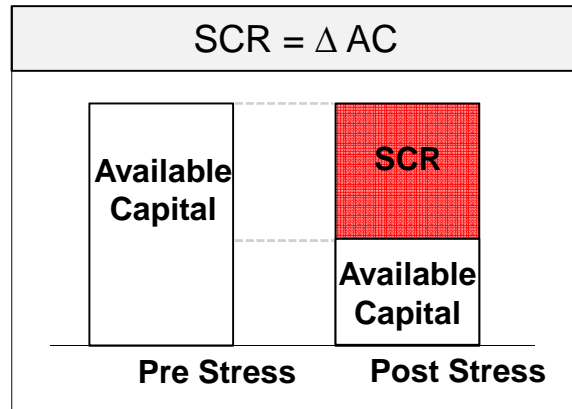 SCR = Δ AC
Available
Capital
SCR
Available
Capital
Pre Stress
Post Stress